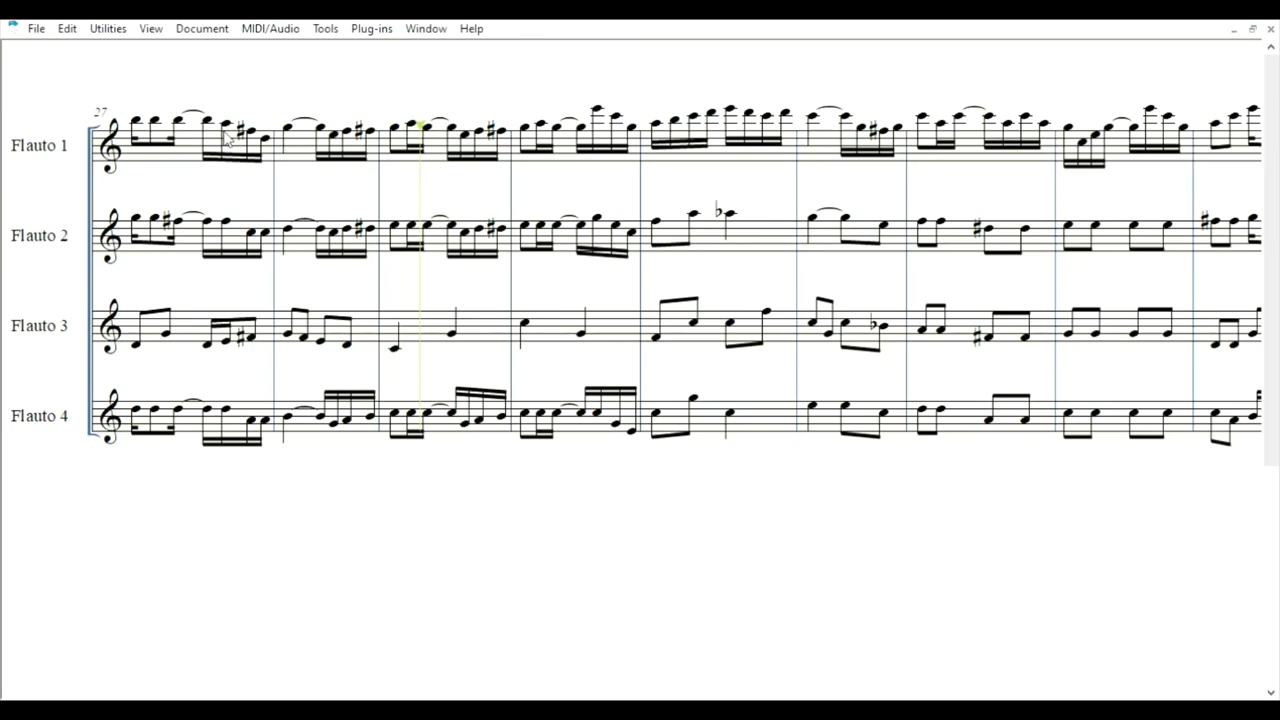 File Edit Utilities View Document MIDI/Audio Tools Plug-ins Window Help
27
Flauto 1
Flauto 2
Flauto 3
Flauto 4